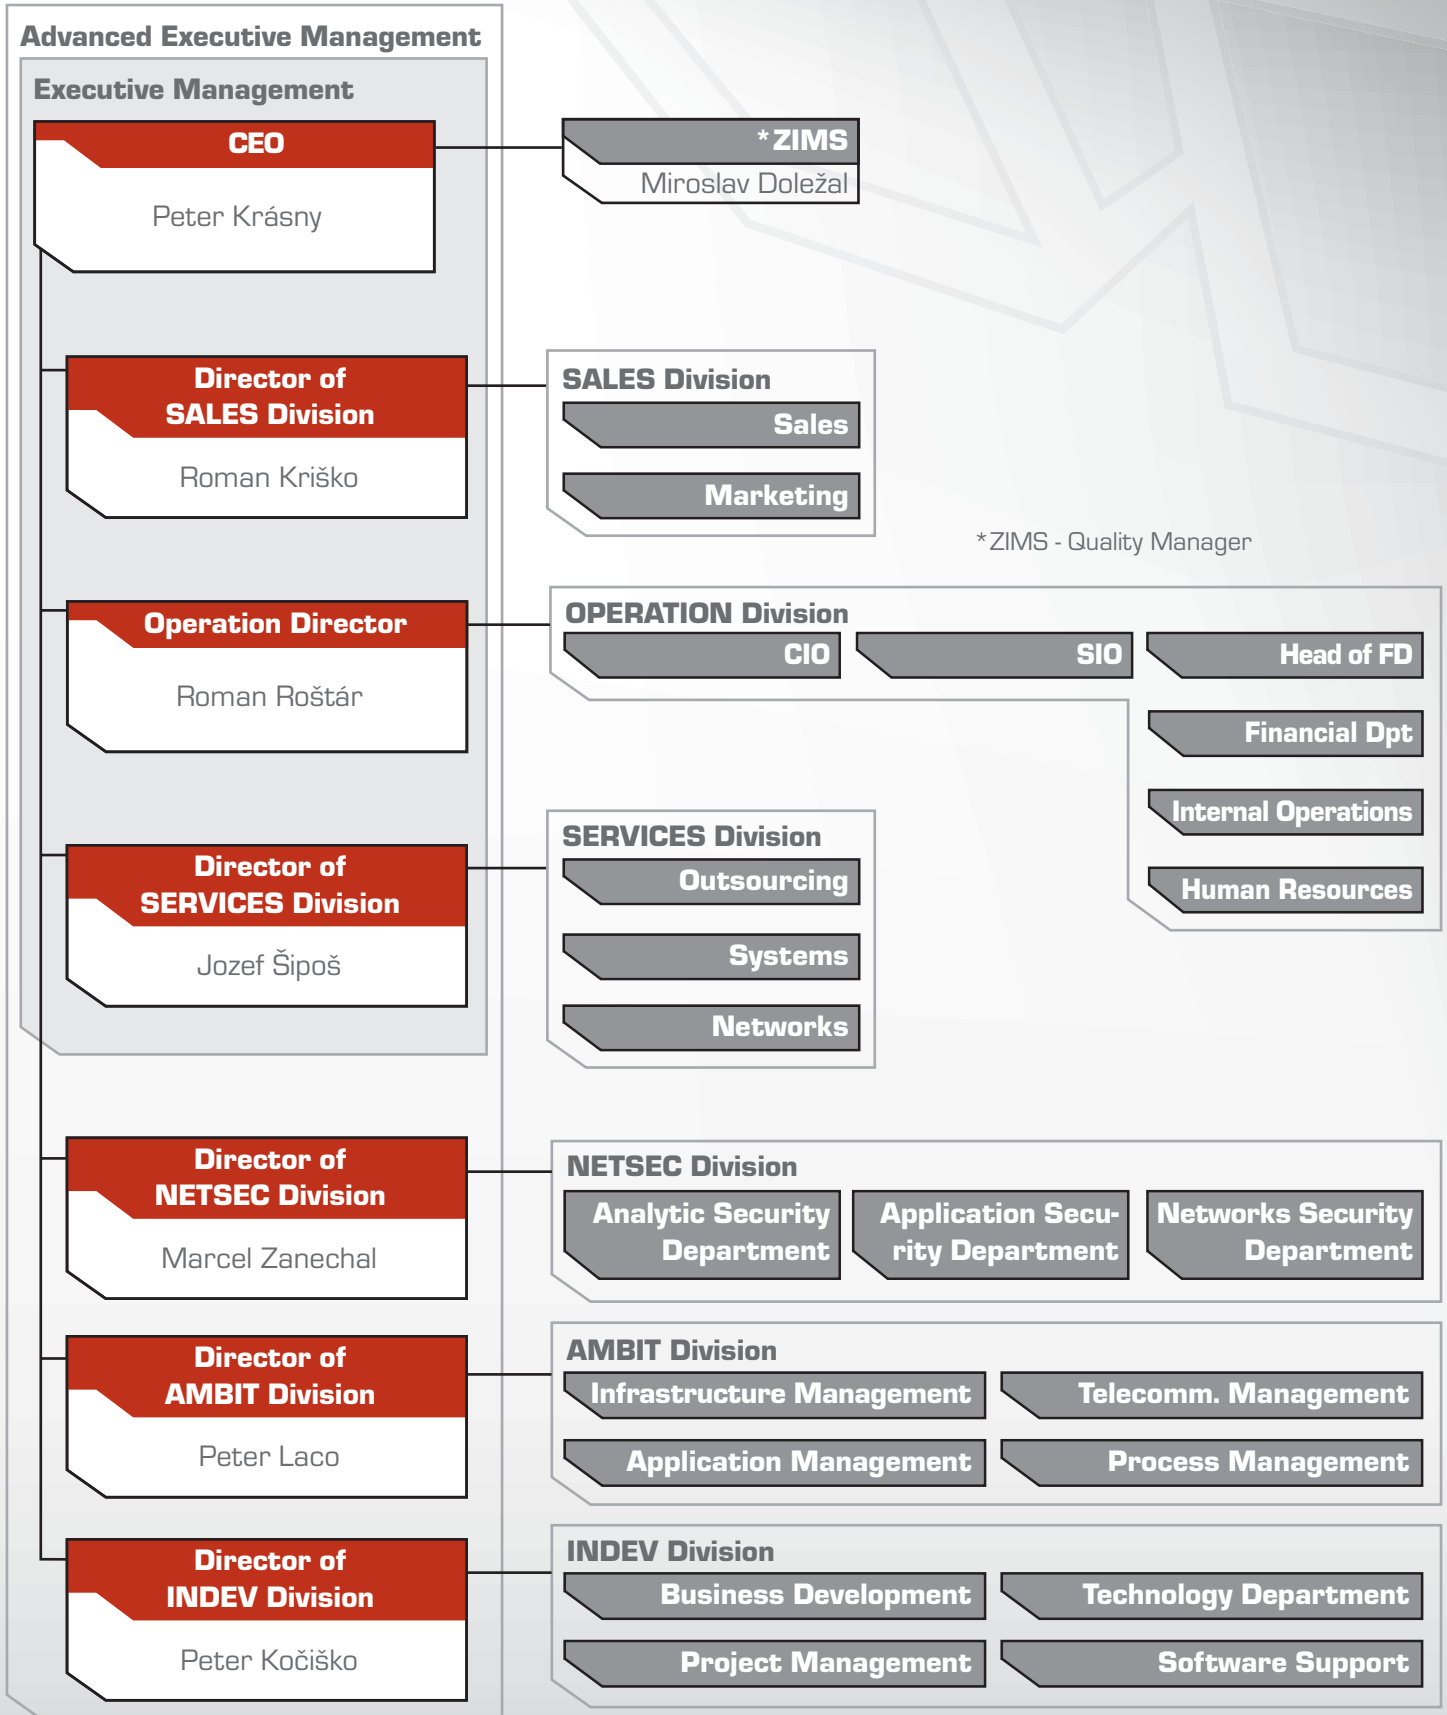 Advanced Executive Management
Executive Management
CEO
Peter Krásny
*ZIMS
Miroslav Doležal
Director of
SALES Division
Roman Kriško
SALES Division
Sales
Marketing
*ZIMS - Quality Manager
Operation Director
Roman Roštár
OPERATION Division
CIO
SIO
Head of FD
Financial Dpt
Internal Operations
Human Resources
Director of
SERVICES Division
Jozef Šipoš
SERVICES Division
Outsourcing
Systems
Networks
Director of
NETSEC Division
Marcel Zanechal
NETSEC Division
Analytic Security
Department
Application Secu-
rity Department
Networks Security
Department
Director of
AMBIT Division
Peter Laco
AMBIT Division
Infrastructure Management
Telecomm. Management
Application Management
Process Management
Director of
INDEV Division
Peter Kočiško
INDEV Division
Business Development
Technology Department
Project Management
Software Support